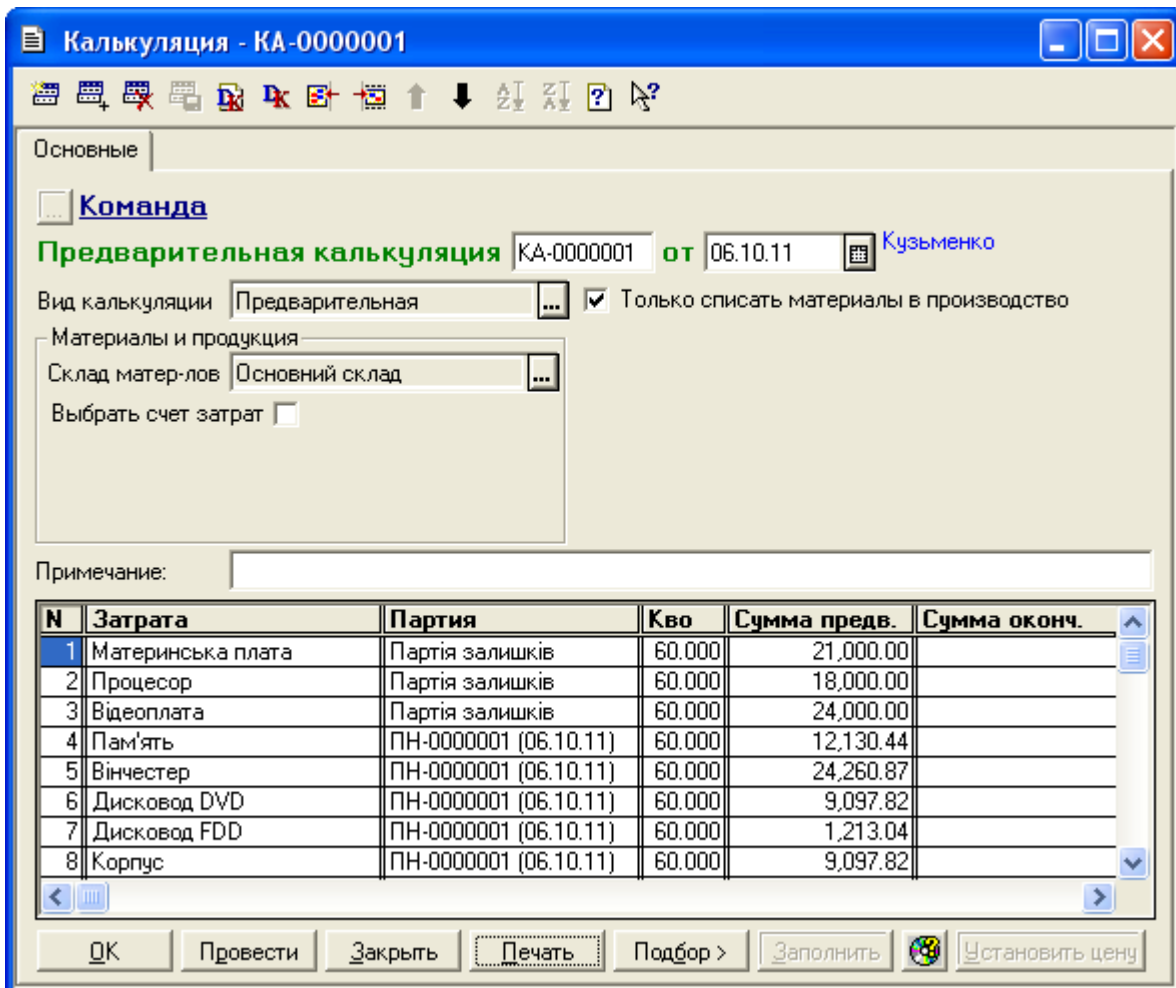 Калькуляция - КА-0000001
Основные
... Команда
Предварительная калькуляция КА-0000001 от 06.10.11 Кузьменко
Вид калькуляции Предварительная ... Только списать материалы в производство
Материалы и продукция
Склад матер-лов Основний склад ...
Выбрать счет затрат
Примечание:
N Затрата Партия Кво Сумма предв. Сумма оконч.
1 Материнська плата Партія залишків 60.000 21,000.00
2 Процесор Партія залишків 60.000 18,000.00
3 Відеоплата Партія залишків 60.000 24,000.00
4 Пам'ять ПН-0000001 (06.10.11) 60.000 12,130.44
5 Вінчестер ПН-0000001 (06.10.11) 60.000 24,260.87
6 Дисковод DVD ПН-0000001 (06.10.11) 60.000 9,097.82
7 Дисковод FDD ПН-0000001 (06.10.11) 60.000 1,213.04
8 Корпус ПН-0000001 (06.10.11) 60.000 9,097.82
OK Провести Закрыть Печать Подбор > Заполнить Установить цену